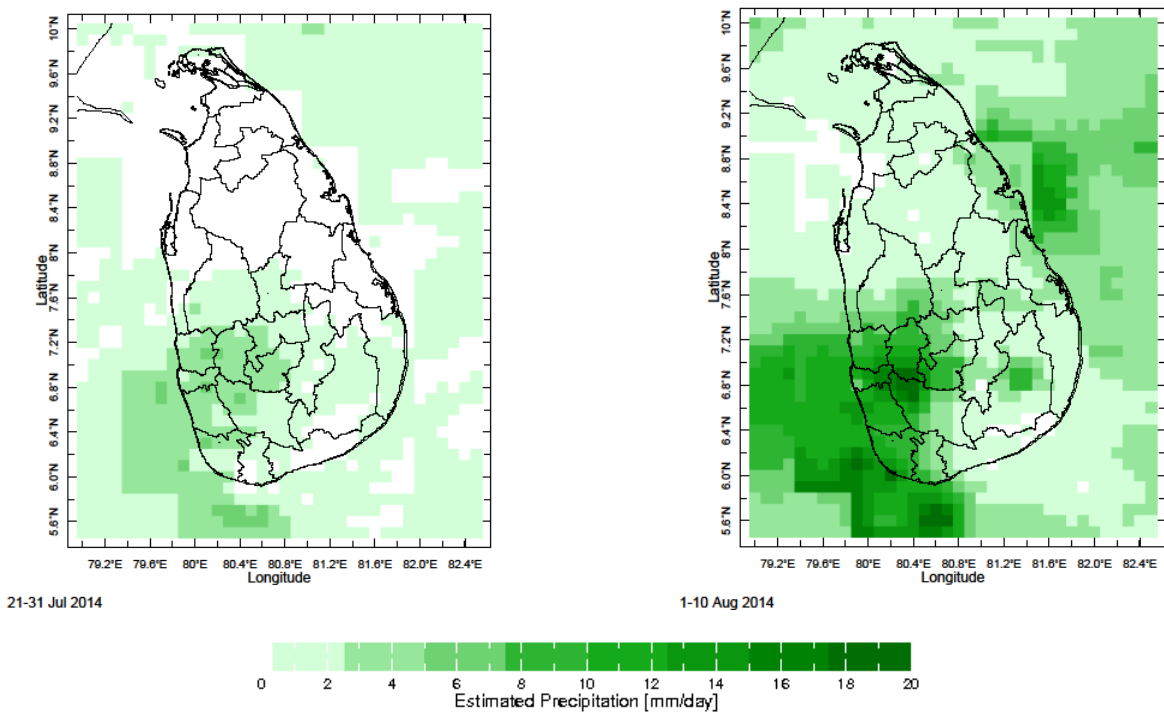 10°N
9.6°N
9.2°N
8.8°N
8.4°N
8°N
7.6°N
7.2°N
6.8°N
6.4°N
6.0°N
5.6°N
Latitude
79.2°E 79.6°E 80°E 80.4°E 80.8°E 81.2°E 81.6°E 82.0°E 82.4°E
Longitude
21-31 Jul 2014
10°N
9.6°N
9.2°N
8.8°N
8.4°N
8°N
7.6°N
7.2°N
6.8°N
6.4°N
6.0°N
5.6°N
Latitude
79.2°E 79.6°E 80°E 80.4°E 80.8°E 81.2°E 81.6°E 82.0°E 82.4°E
Longitude
1-10 Aug 2014
0 2 4 6 8 10 12 14 16 18 20
Estimated Precipitation [mm/day]